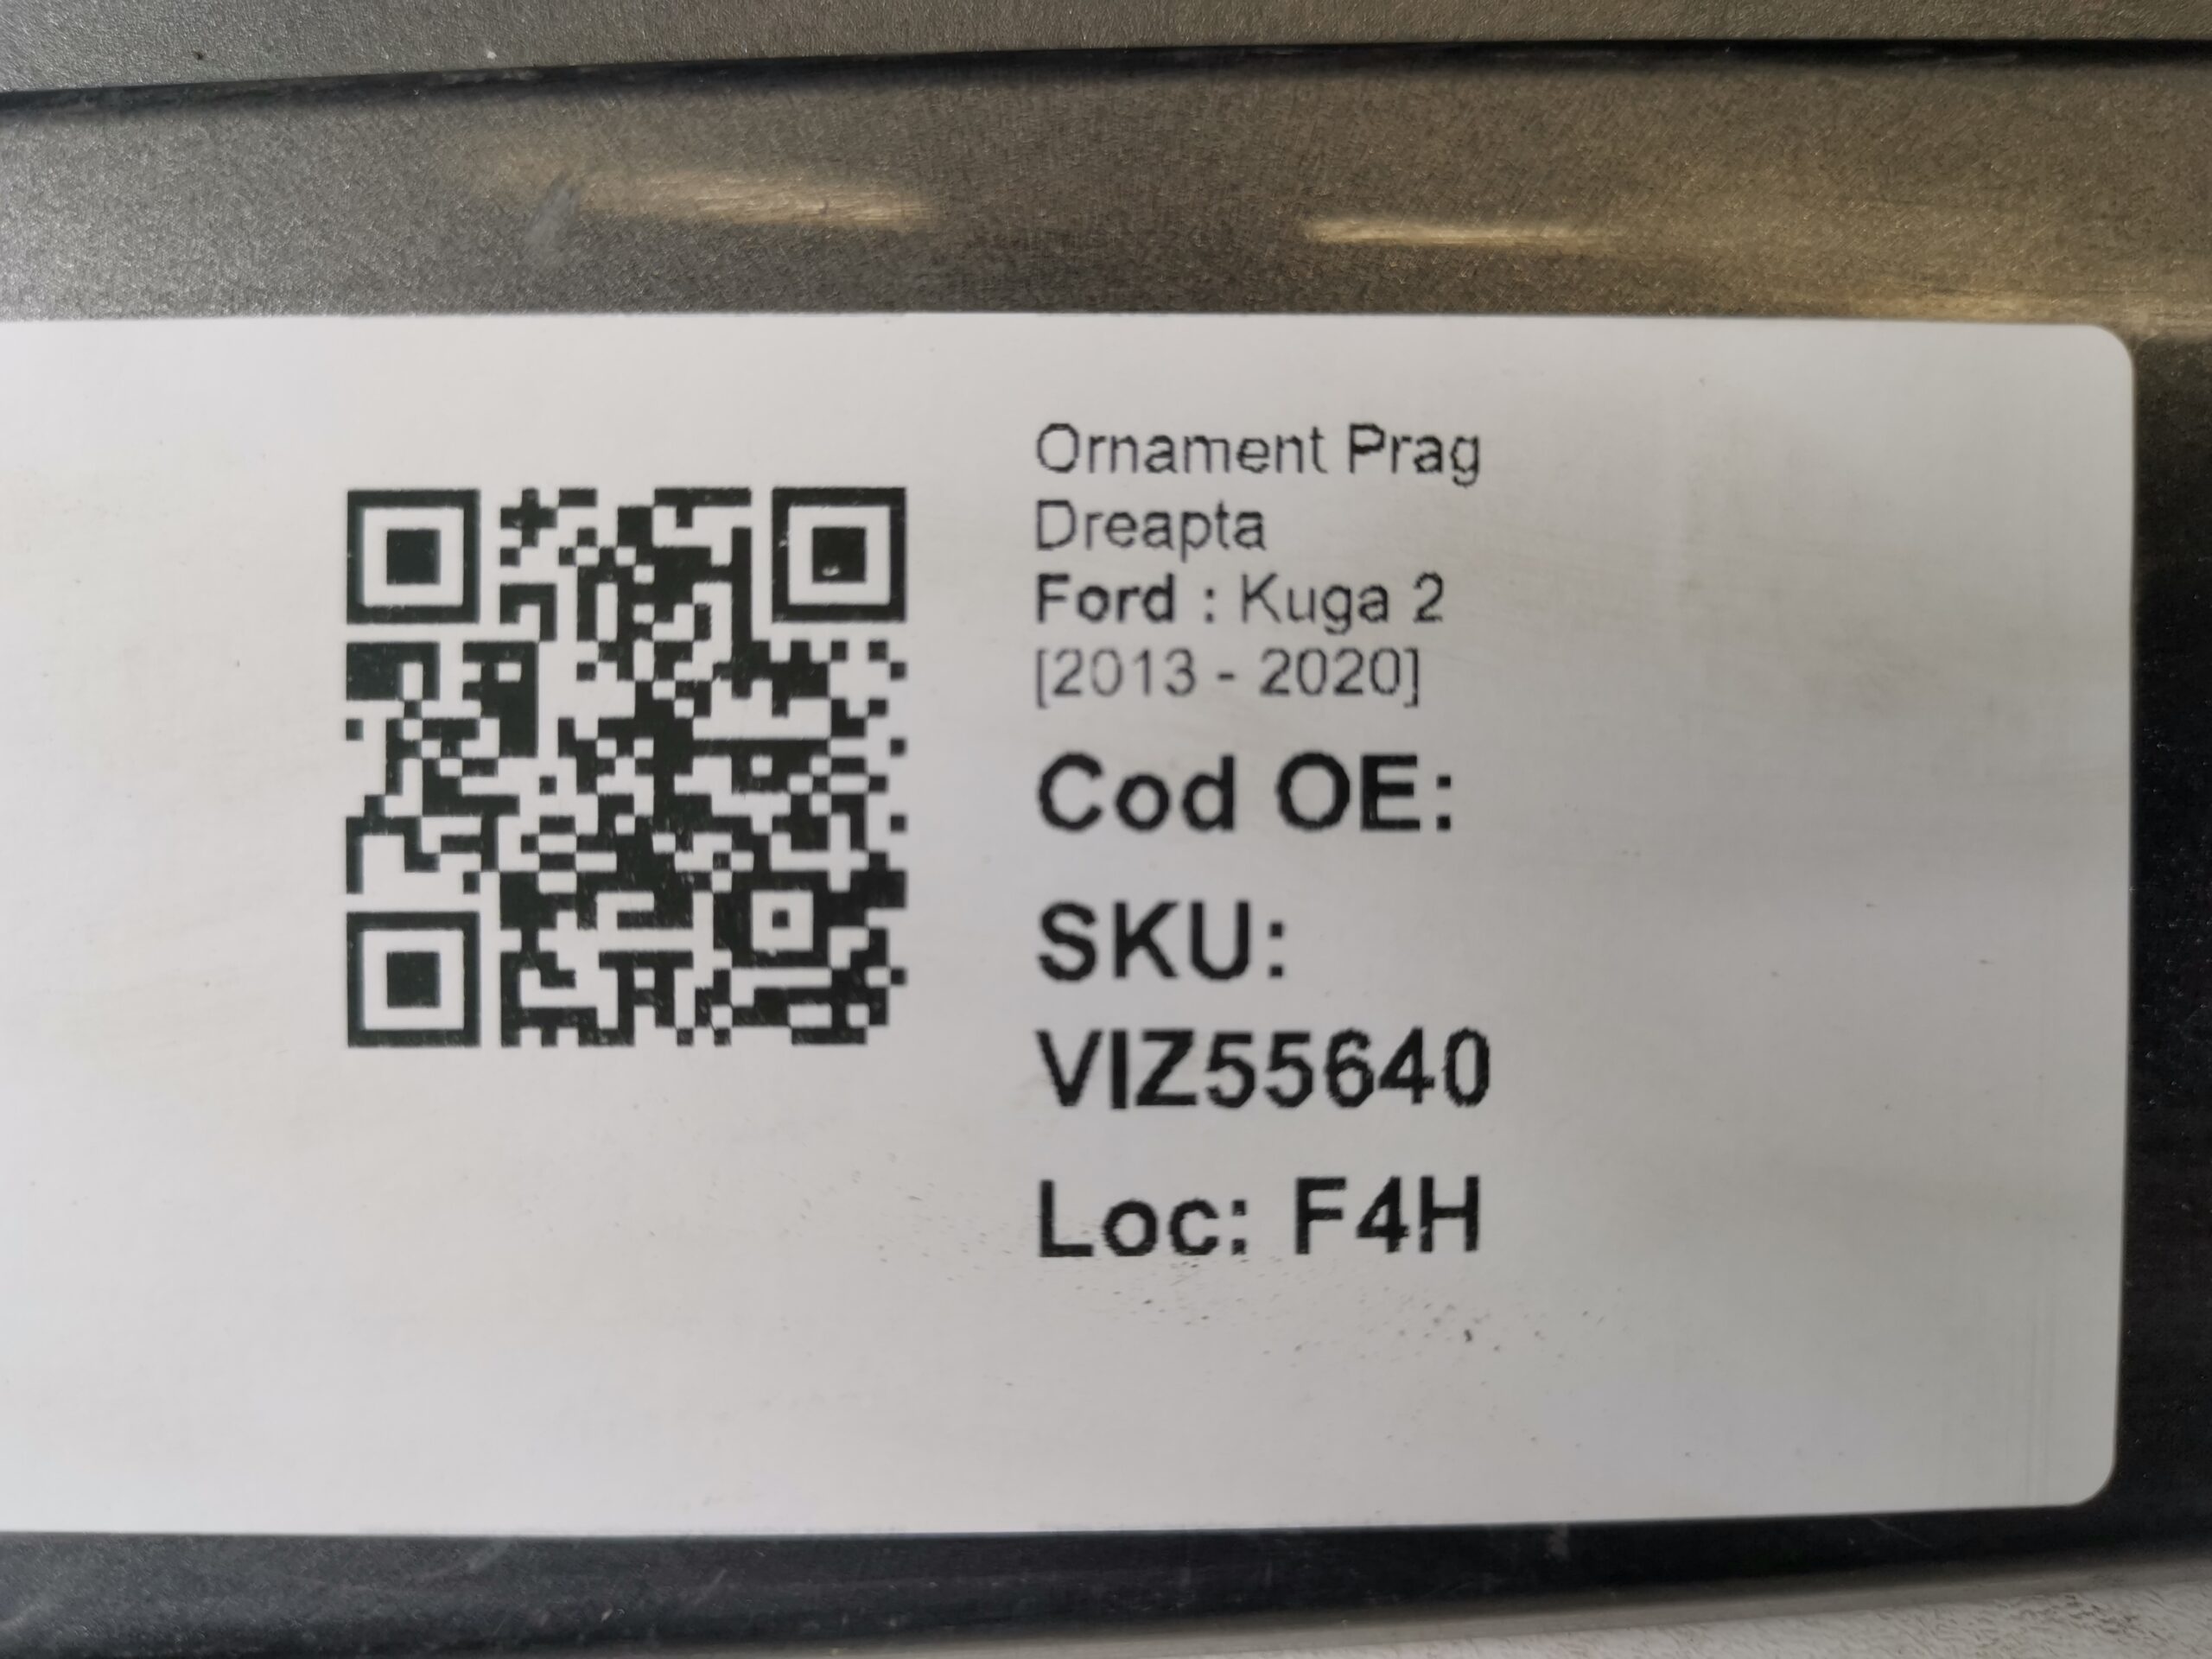 Ornament Prag
Dreapta
Ford : Kuga 2
[2013 - 2020]
Cod OE:
SKU:
VIZ55640
Loc: F4H